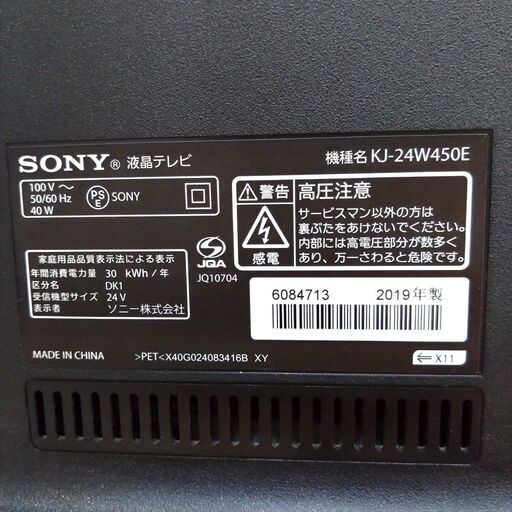 SONY® 液晶テレビ
機種名 KJ-24W450E
100 V ～
50/60 Hz
40 W
PS
E
SONY
警告 高圧注意
サービスマン以外の方は
裏ぶたをあけないでください。
内部には高電圧部分が数多く
あり、万一さわると危険です。
感電
家庭用品品質表示法による表示
年間消費電力量 30 kWh/年
区分名 DK1
受信機型サイズ 24 V
表示者 ソニー株式会社
JQA
JQ10704
6084713 2019年製
MADE IN CHINA
>PET<X40G024083416B XY
⇐ X11